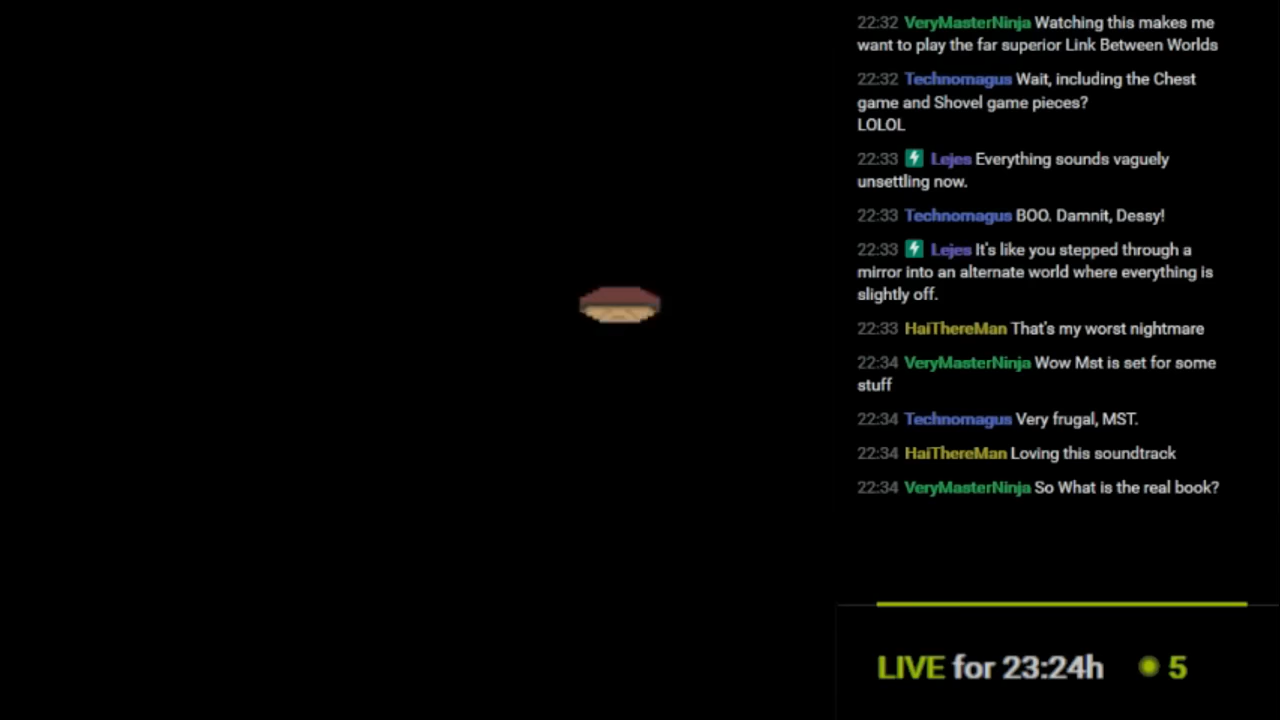 22:32 VeryMasterNinja Watching this makes me
want to play the far superior Link Between Worlds
22:32 Technomagus Wait, including the Chest
game and Shovel game pieces?
LOLOL
22:33 Lejes Everything sounds vaguely
unsettling now.
22:33 Technomagus BOO. Damnit, Dessy!
22:33 Lejes It's like you stepped through a
mirror into an alternate world where everything is
slightly off.
22:33 HaiThereMan That's my worst nightmare
22:34 VeryMasterNinja Wow Mst is set for some
stuff
22:34 Technomagus Very frugal, MST.
22:34 HaiThereMan Loving this soundtrack
22:34 VeryMasterNinja So What is the real book?
LIVE for 23:24h 5